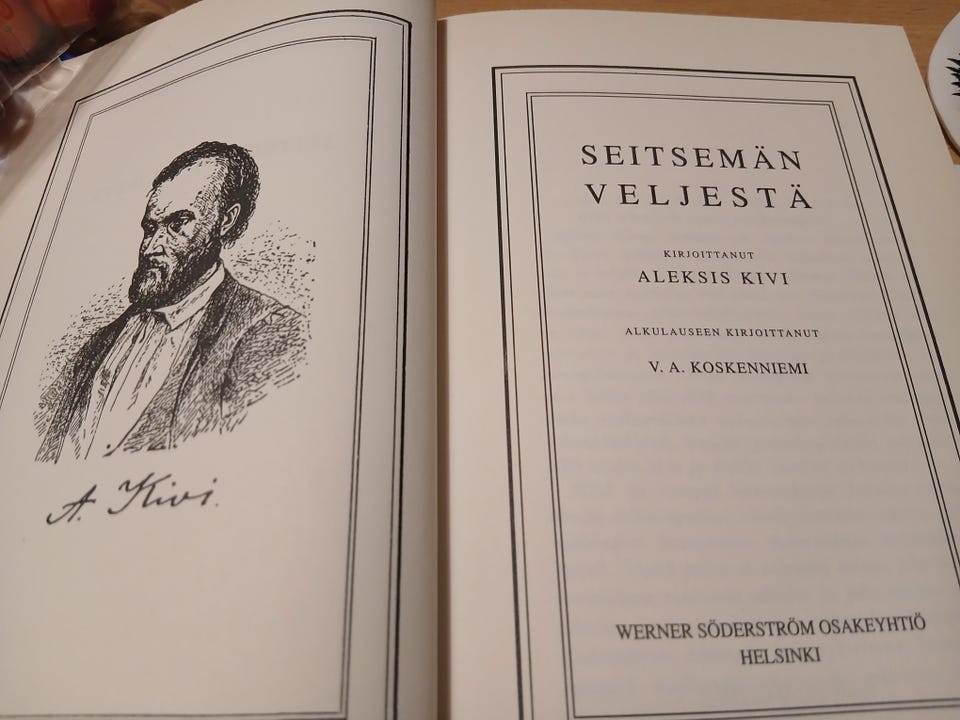 A. Kivi.
SEITSEMÄN
VELJESTÄ
KIRJOITTANUT
ALEKSIS KIVI
ALKULAUSEEN KIRJOITTANUT
V. A. KOSKENNIEMI
WERNER SÖDERSTRÖM OSAKEYHTIÖ
HELSINKI